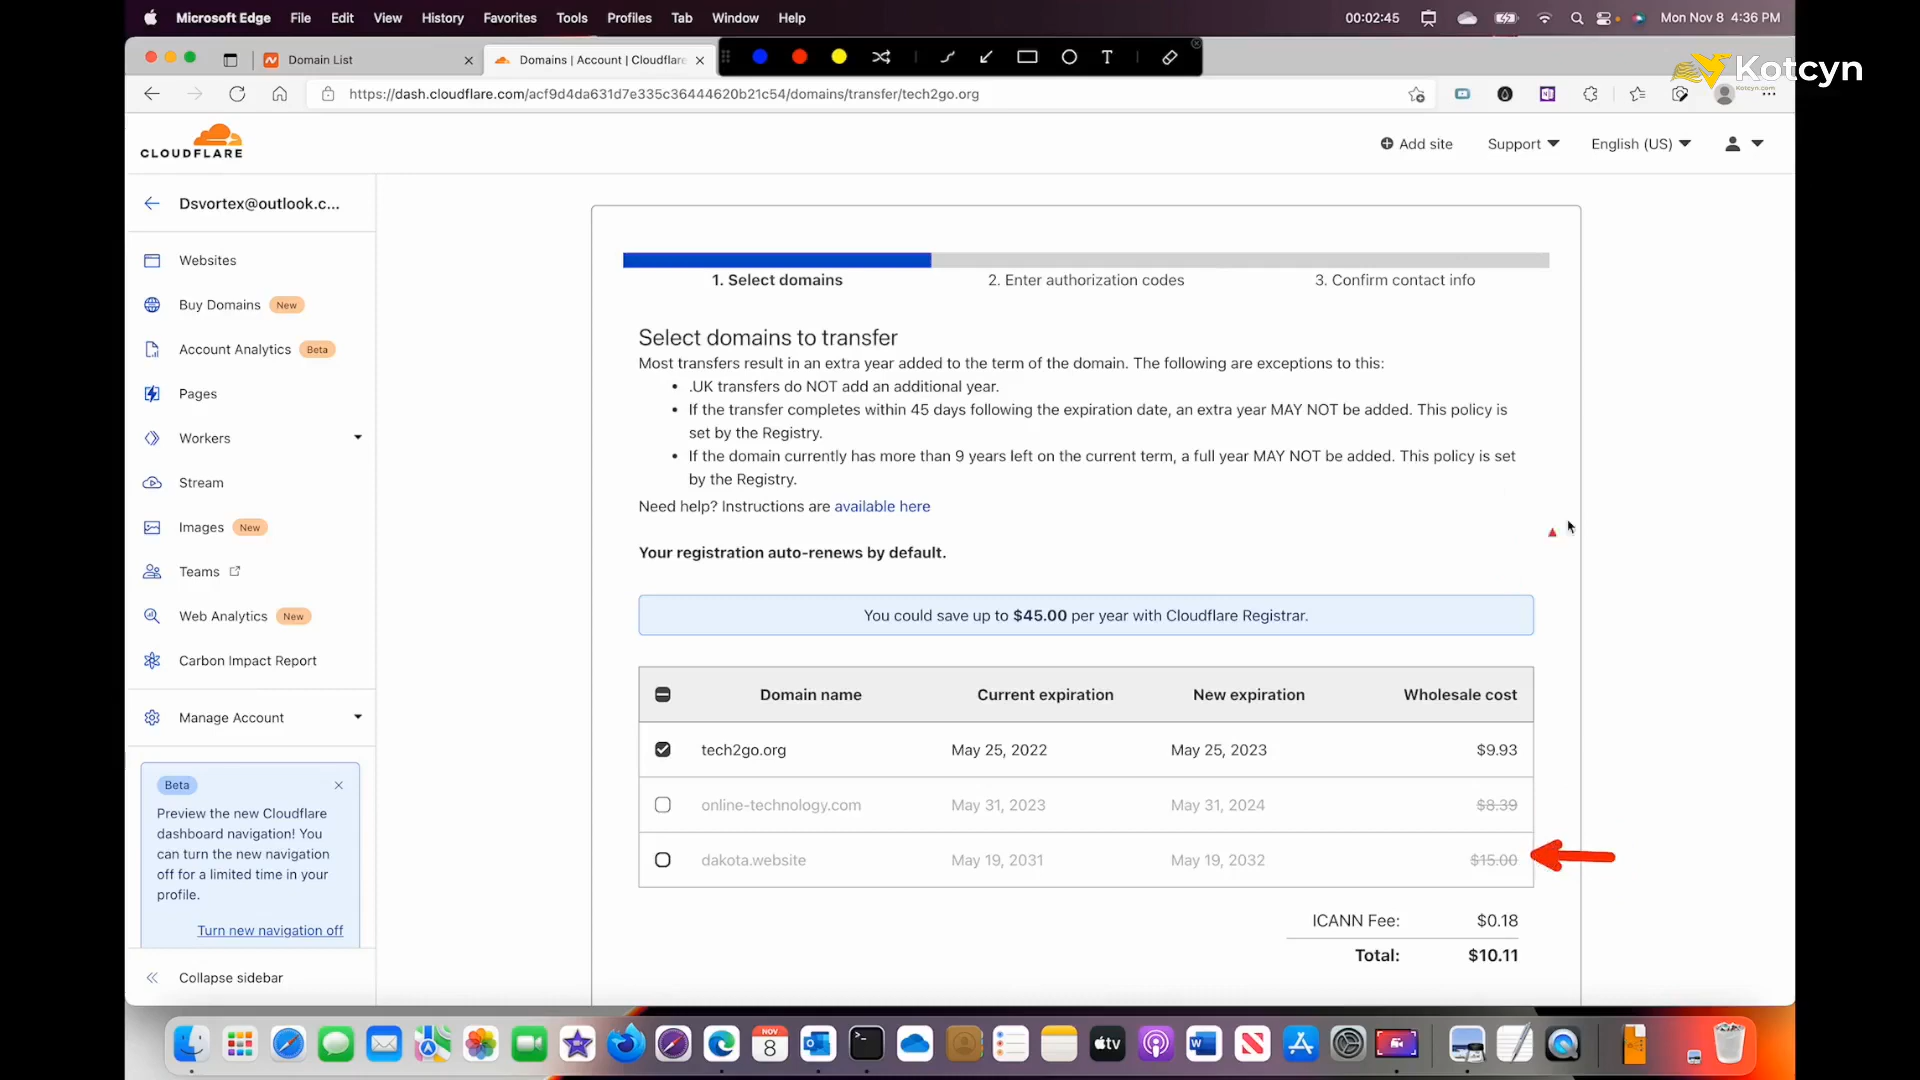 Microsoft Edge File Edit View History Favorites Tools Profiles Tab Window Help 00:02:45 Mon Nov 8 4:36 PM
Domain List
Domains | Account | Cloudflare
T
Kotcyn
Kotcyn.com
https://dash.cloudflare.com/acf9d4da631d7e335c36444620b21c54/domains/transfer/tech2go.org
CLOUDFLARE
Add site Support English (US)
Dsvortex@outlook.c...
Websites
Buy Domains New
Account Analytics Beta
Pages
Workers
Stream
Images New
Teams
Web Analytics New
Carbon Impact Report
Manage Account
Beta
Preview the new Cloudflare
dashboard navigation! You
can turn the new navigation
off for a limited time in your
profile.
Turn new navigation off
Collapse sidebar
1. Select domains 2. Enter authorization codes 3. Confirm contact info
Select domains to transfer
Most transfers result in an extra year added to the term of the domain. The following are exceptions to this:
• .UK transfers do NOT add an additional year.
• If the transfer completes within 45 days following the expiration date, an extra year MAY NOT be added. This policy is
set by the Registry.
• If the domain currently has more than 9 years left on the current term, a full year MAY NOT be added. This policy is set
by the Registry.
Need help? Instructions are available here
Your registration auto-renews by default.
You could save up to $45.00 per year with Cloudflare Registrar.
Domain name Current expiration New expiration Wholesale cost
tech2go.org May 25, 2022 May 25, 2023 $9.93
online-technology.com May 31, 2023 May 31, 2024 $8.39
dakota.website May 19, 2031 May 19, 2032 $15.00
ICANN Fee: $0.18
Total: $10.11
NOV
8
tv
W